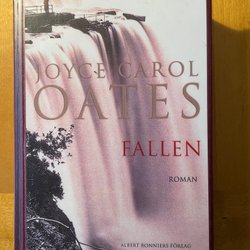 JOYCE CAROL
OATES
FALLEN
ROMAN
ALBERT BONNIERS FÖRLAG